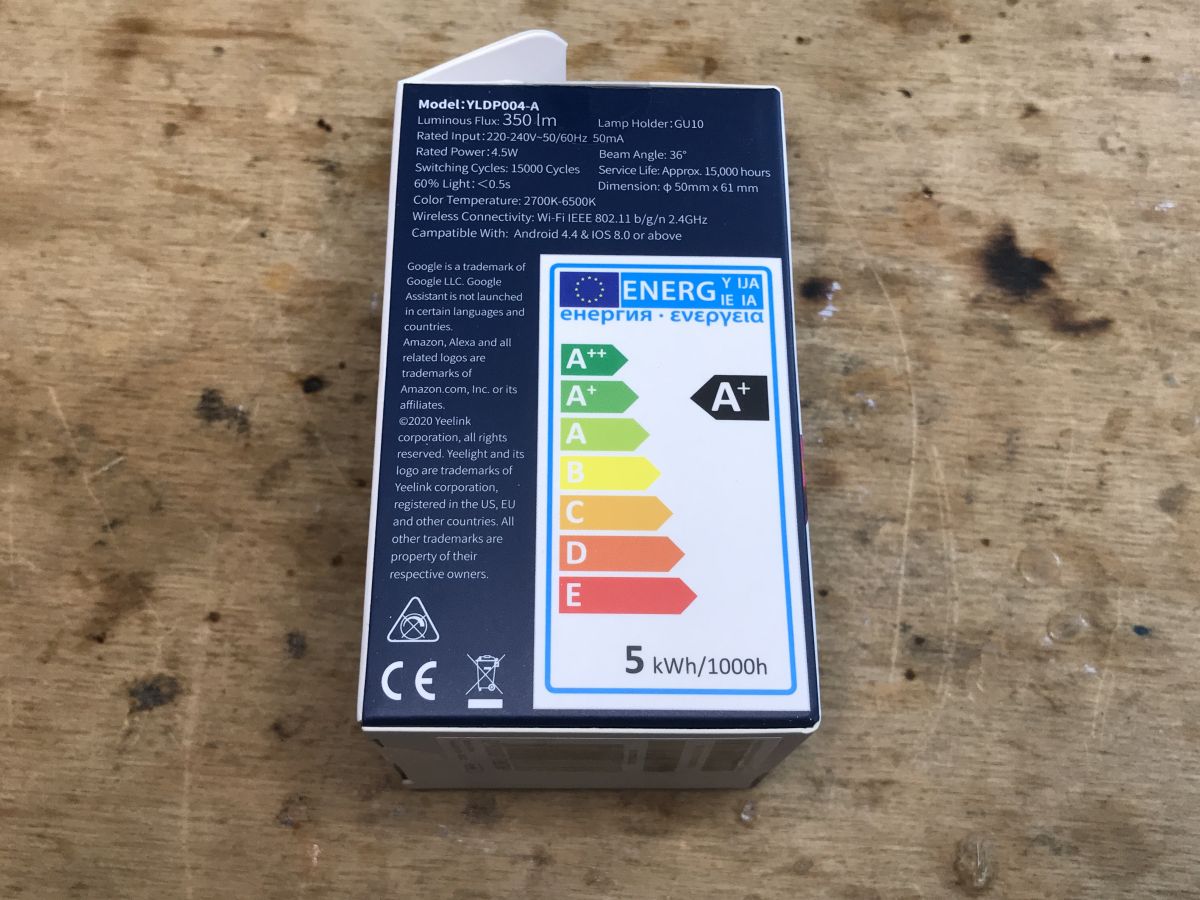 Model:YLDP004-A
Luminous Flux: 350 lm
Lamp Holder:GU10
Rated Input:220-240V~50/60Hz 50mA
Rated Power:4.5W
Beam Angle: 36°
Switching Cycles: 15000 Cycles
Service Life: Approx. 15,000 hours
60% Light:<0.5s
Dimension: ф 50mm x 61 mm
Color Temperature: 2700K-6500K
Wireless Connectivity: Wi-Fi IEEE 802.11 b/g/n 2.4GHz
Compatible With: Android 4.4 & IOS 8.0 or above
Google is a trademark of
Google LLC. Google
Assistant is not launched
in certain languages and
countries.
Amazon, Alexa and all
related logos are
trademarks of
Amazon.com, Inc. or its
affiliates.
©2020 Yeelink
corporation, all rights
reserved. Yeelight and its
logo are trademarks of
Yeelink corporation,
registered in the US, EU
and other countries. All
other trademarks are
property of their
respective owners.
CE
ENERG Y IJA
IE IA
енергия · ενεργεια
A++
A+
A+
A
B
C
D
E
5 kWh/1000h